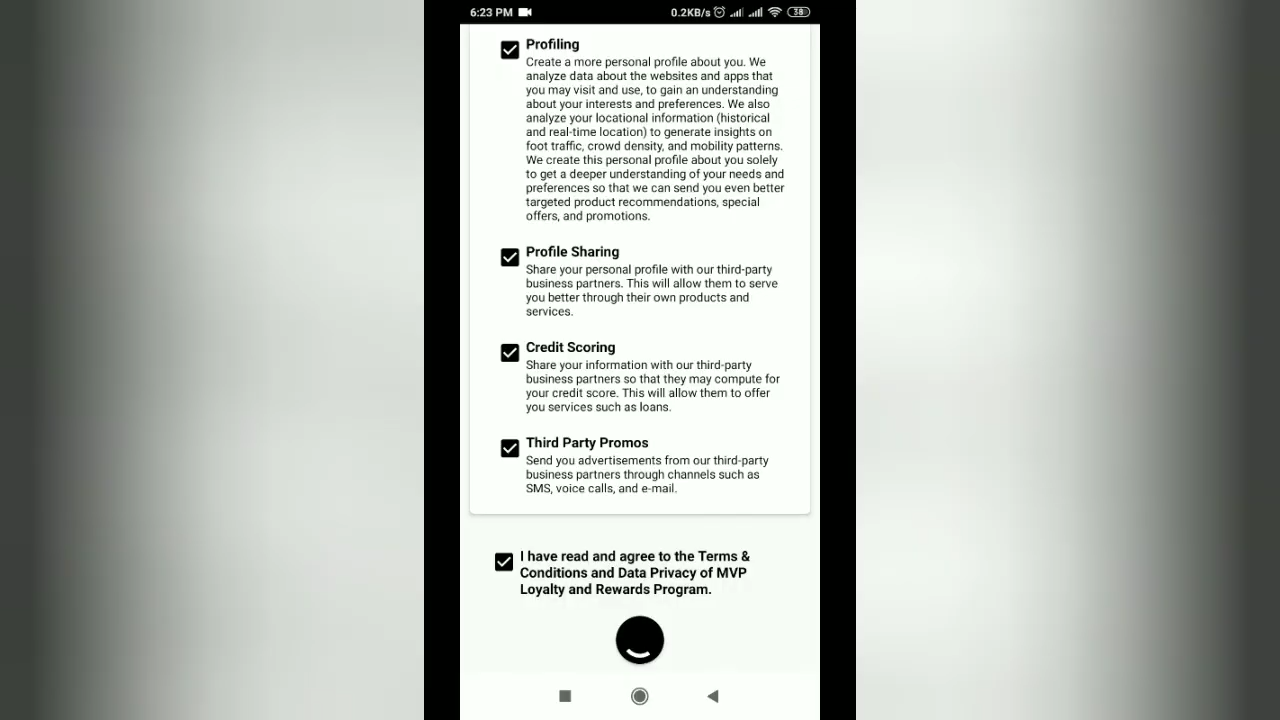 6:23 PM
0.2KB/s
38
Profiling
Create a more personal profile about you. We
analyze data about the websites and apps that
you may visit and use, to gain an understanding
about your interests and preferences. We also
analyze your locational information (historical
and real-time location) to generate insights on
foot traffic, crowd density, and mobility patterns.
We create this personal profile about you solely
to get a deeper understanding of your needs and
preferences so that we can send you even better
targeted product recommendations, special
offers, and promotions.
Profile Sharing
Share your personal profile with our third-party
business partners. This will allow them to serve
you better through their own products and
services.
Credit Scoring
Share your information with our third-party
business partners so that they may compute for
your credit score. This will allow them to offer
you services such as loans.
Third Party Promos
Send you advertisements from our third-party
business partners through channels such as
SMS, voice calls, and e-mail.
I have read and agree to the Terms &
Conditions and Data Privacy of MVP
Loyalty and Rewards Program.